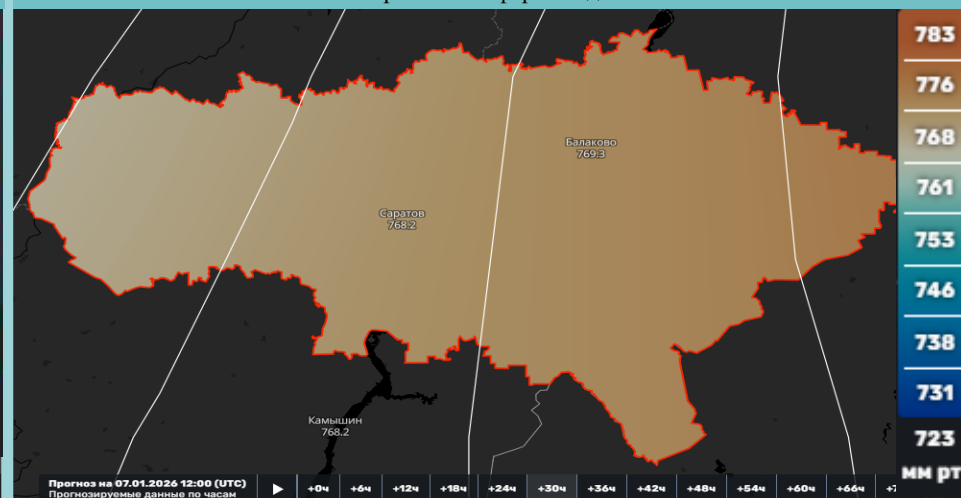 783
776
768
761
753
746
738
731
723
мм рт
Балаково
769.3
Саратов
768.2
Камышин
768.2
Прогноз на 07.01.2026 12:00 (UTC)
Прогнозируемые данные по часам
+0ч +6ч +12ч +18ч +24ч +30ч +36ч +42ч +48ч +54ч +60ч +66ч